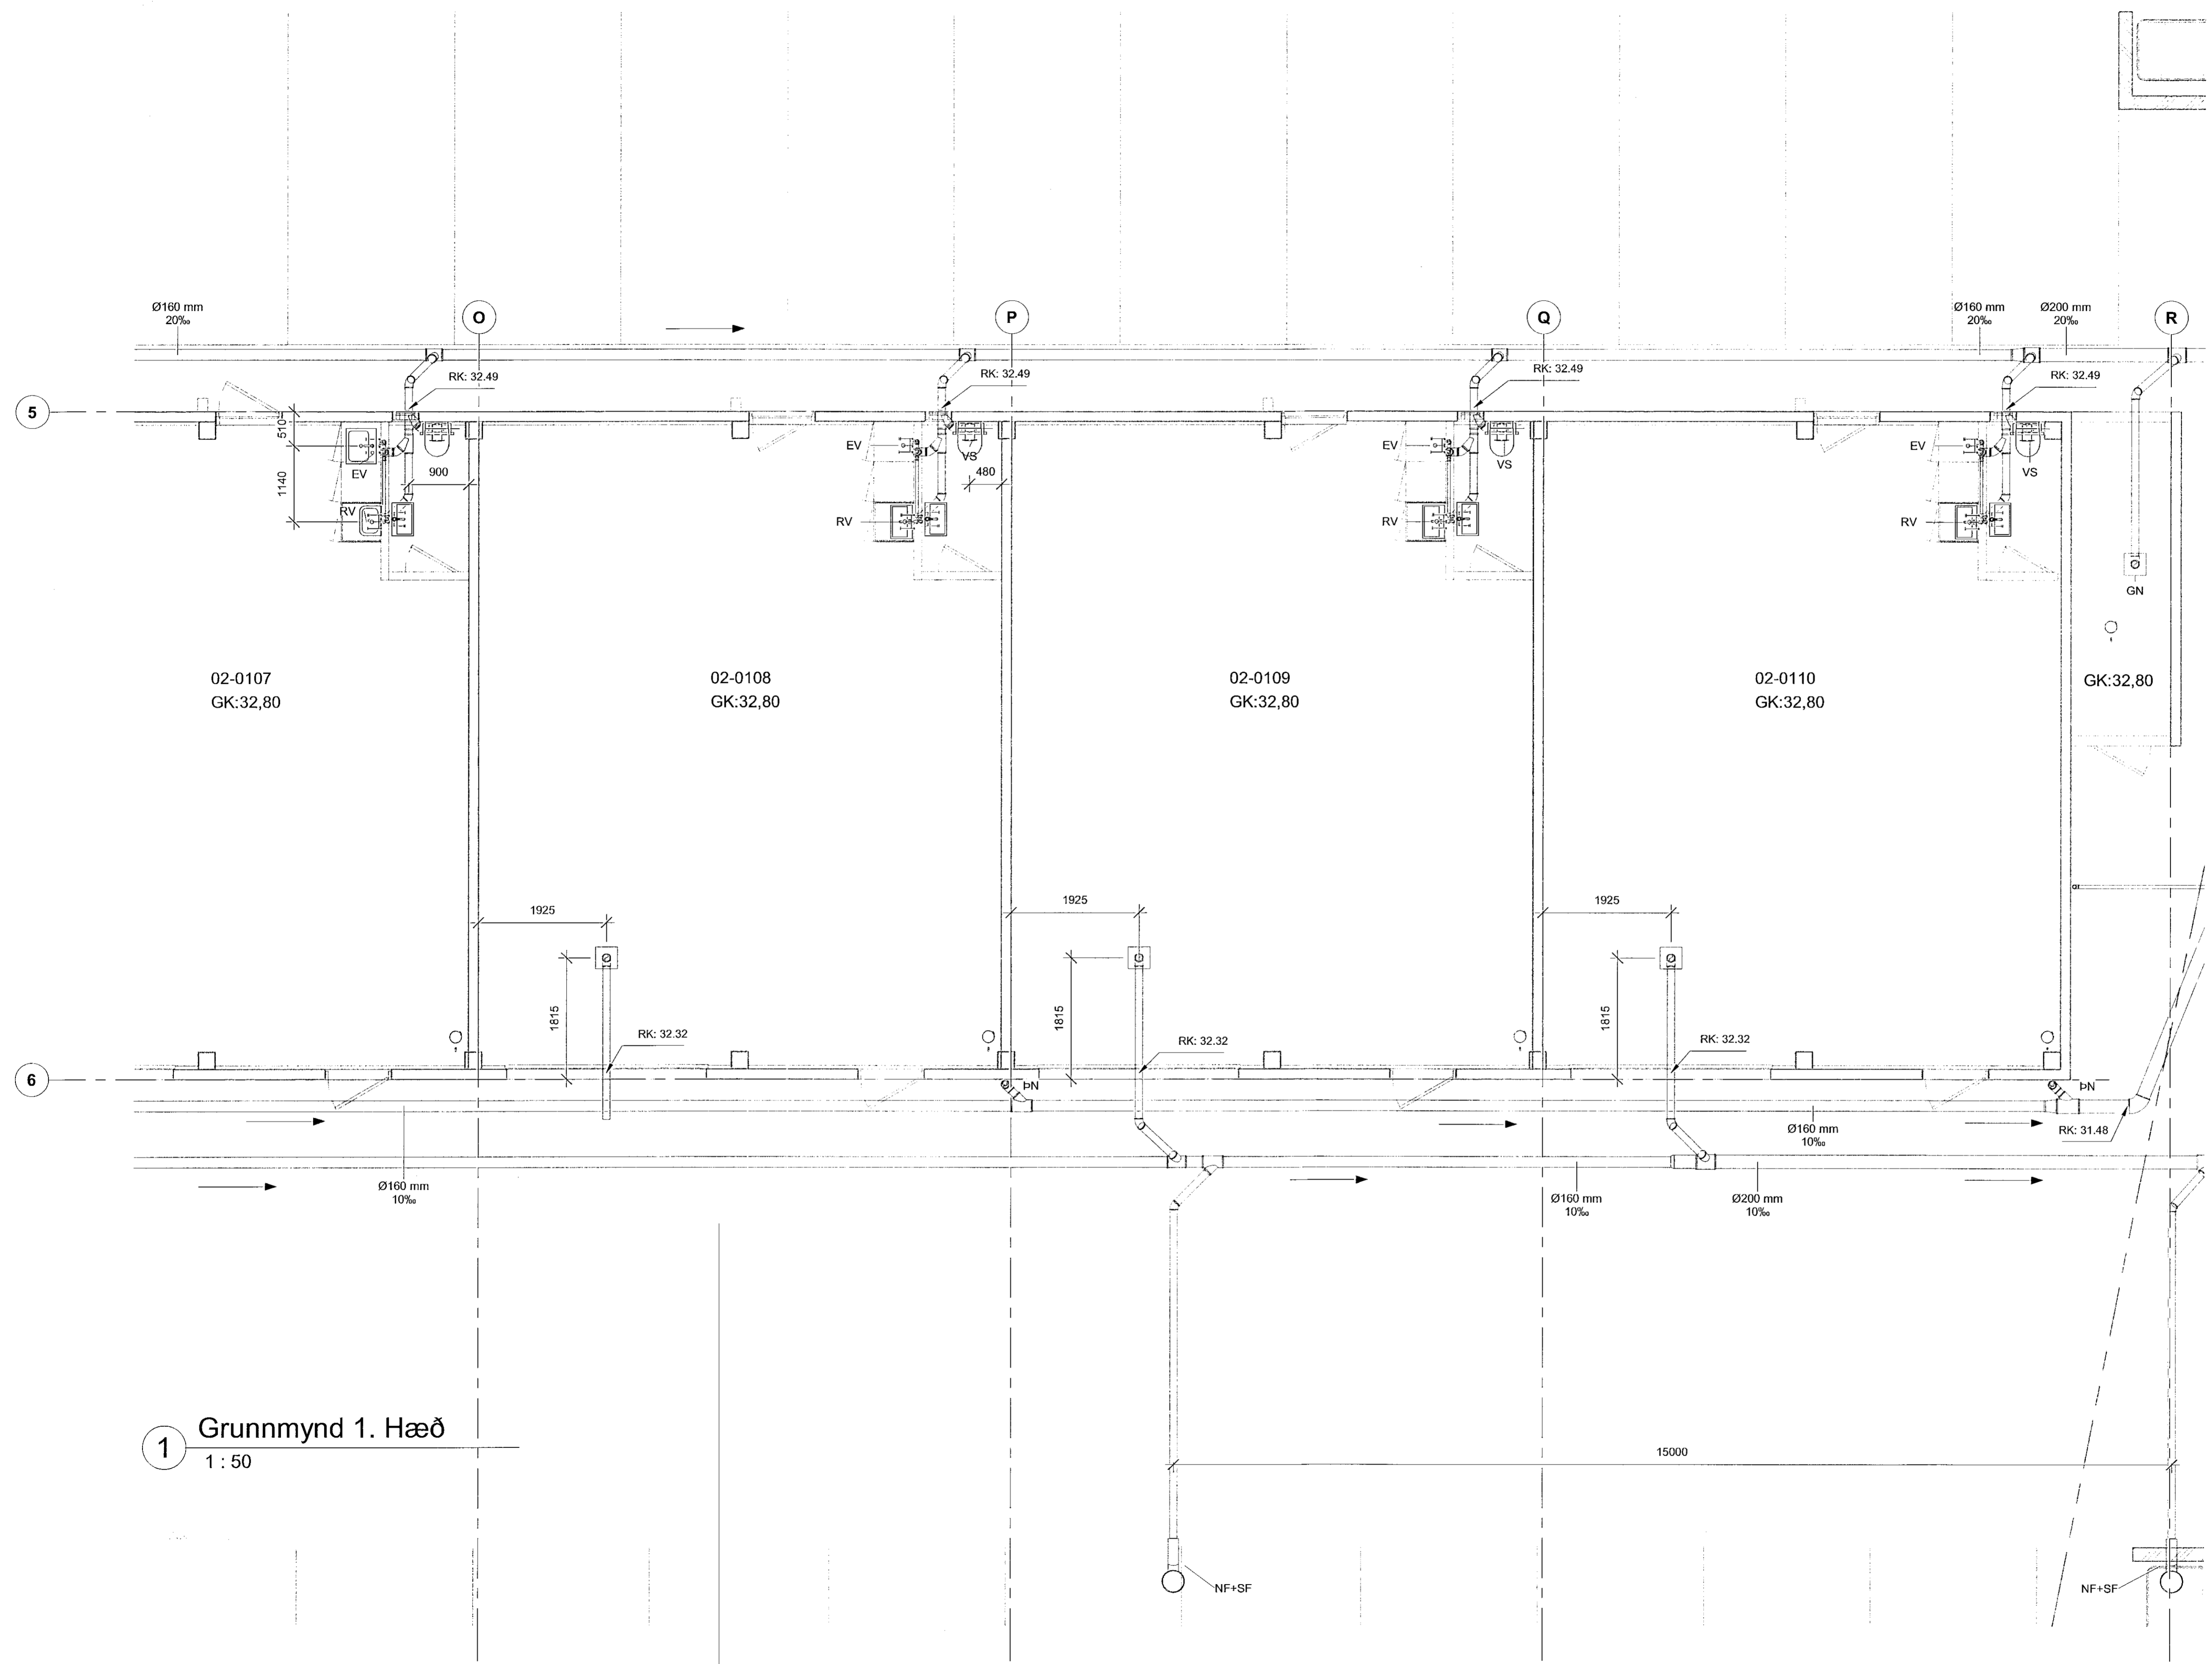 Ø160 mm
20‰
O
P
Q
Ø160 mm
20‰
Ø200 mm
20‰
R
RK: 32.49
RK: 32.49
RK: 32.49
RK: 32.49
5
510
1140
EV
900
RV
EV
VS
480
RV
EV
VS
RV
EV
VS
RV
GN
02-0107
GK:32,80
02-0108
GK:32,80
02-0109
GK:32,80
02-0110
GK:32,80
GK:32,80
1925
1925
1925
1815
1815
1815
RK: 32.32
RK: 32.32
RK: 32.32
6
ÞN
ÞN
RK: 31.48
Ø160 mm
10‰
Ø160 mm
10‰
Ø160 mm
10‰
Ø200 mm
10‰
1
Grunnmynd 1. Hæð
1 : 50
15000
NF+SF
NF+SF